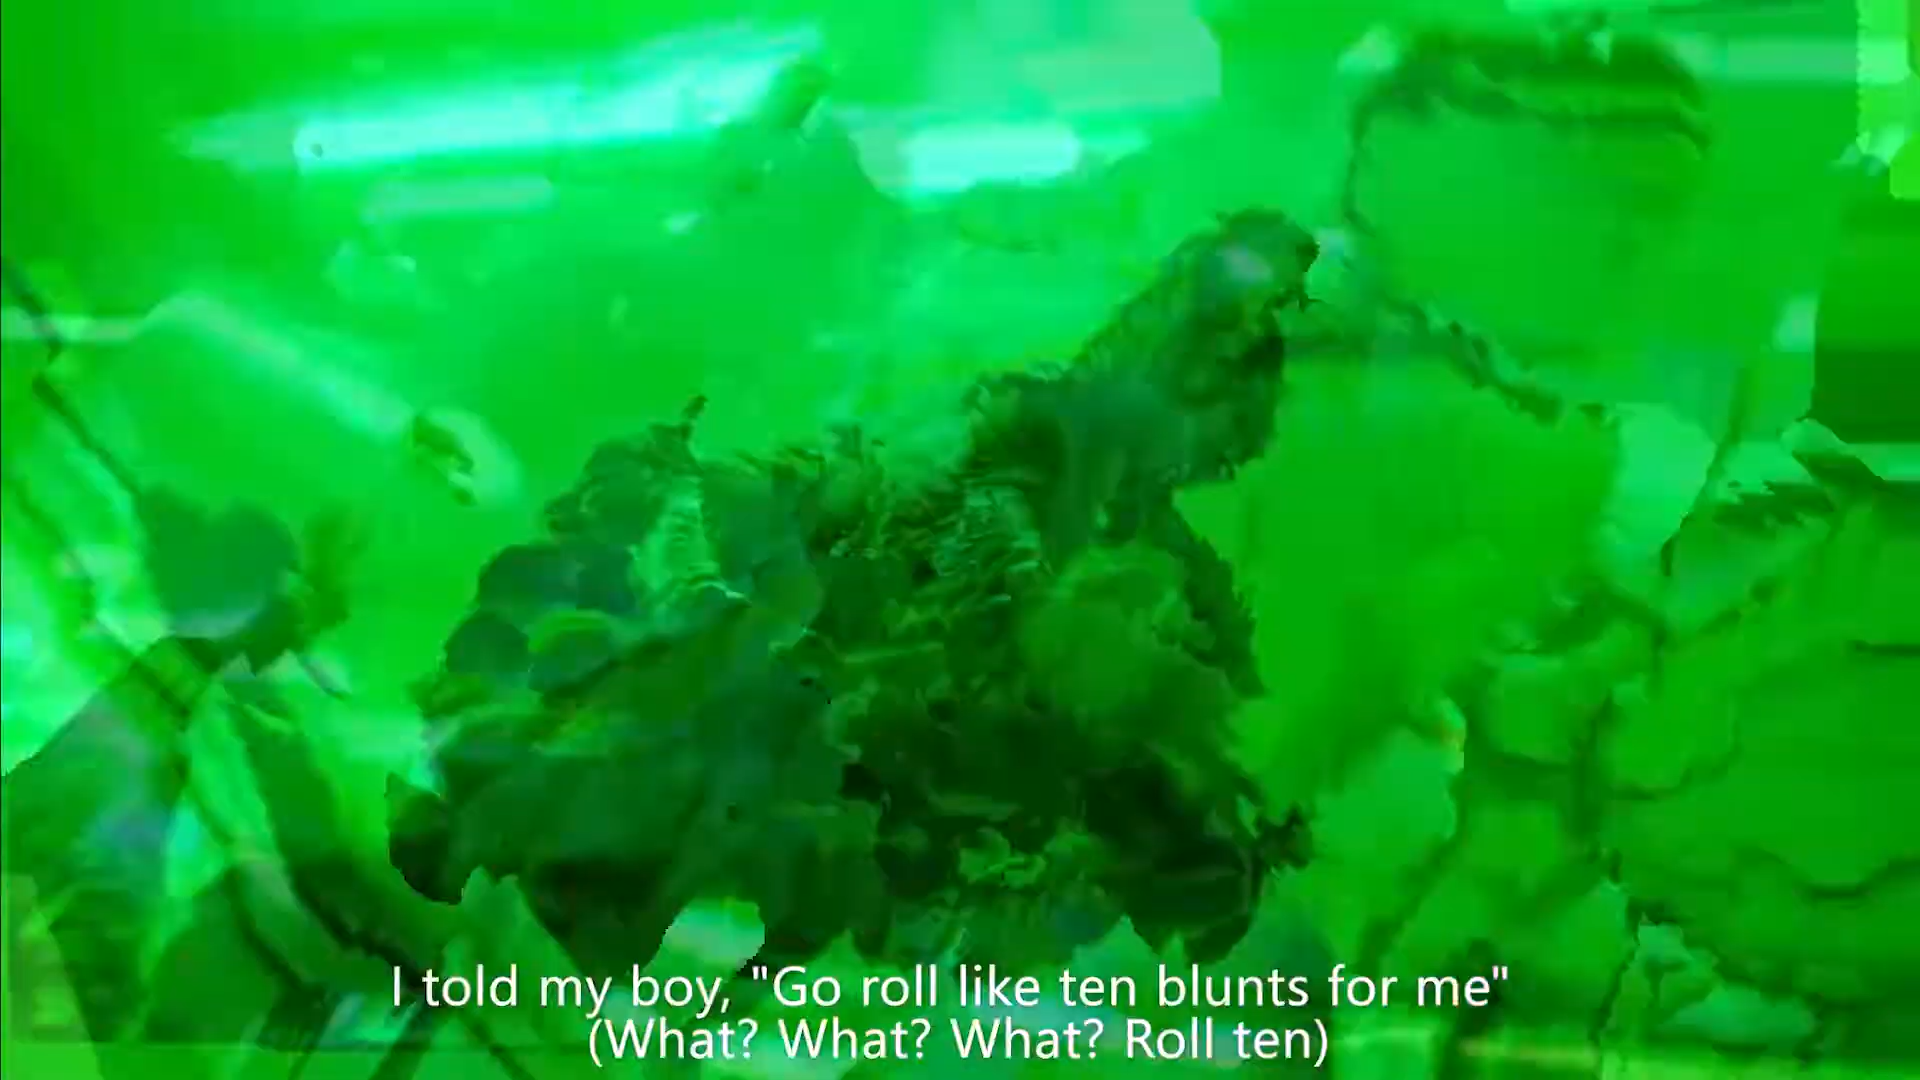 I told my boy, "Go roll like ten blunts for me"
(What? What? What? Roll ten)